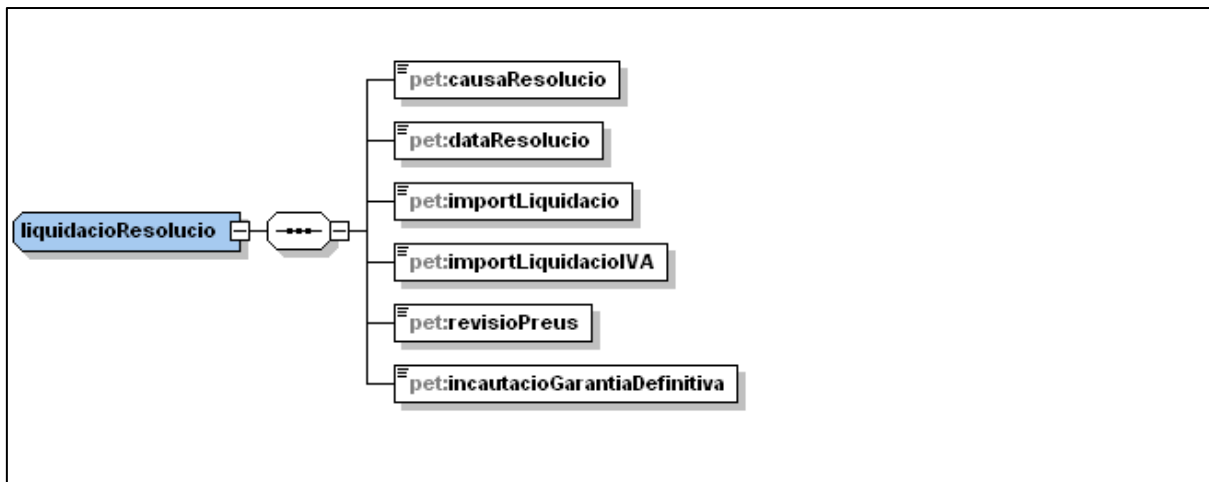 pet:causaResolucio
pet:dataResolucio
pet:importLiquidacio
liquidacioResolucio
pet:importLiquidacioIVA
pet:revisioPreus
pet:incautacioGarantiaDefinitiva